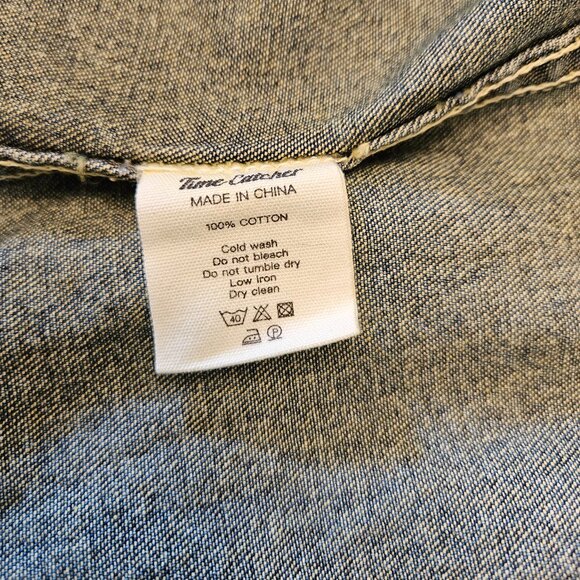 Time-Catcher
MADE IN CHINA
100% COTTON
Cold wash
Do not bleach
Do not tumble dry
Low iron
Dry clean
40
P